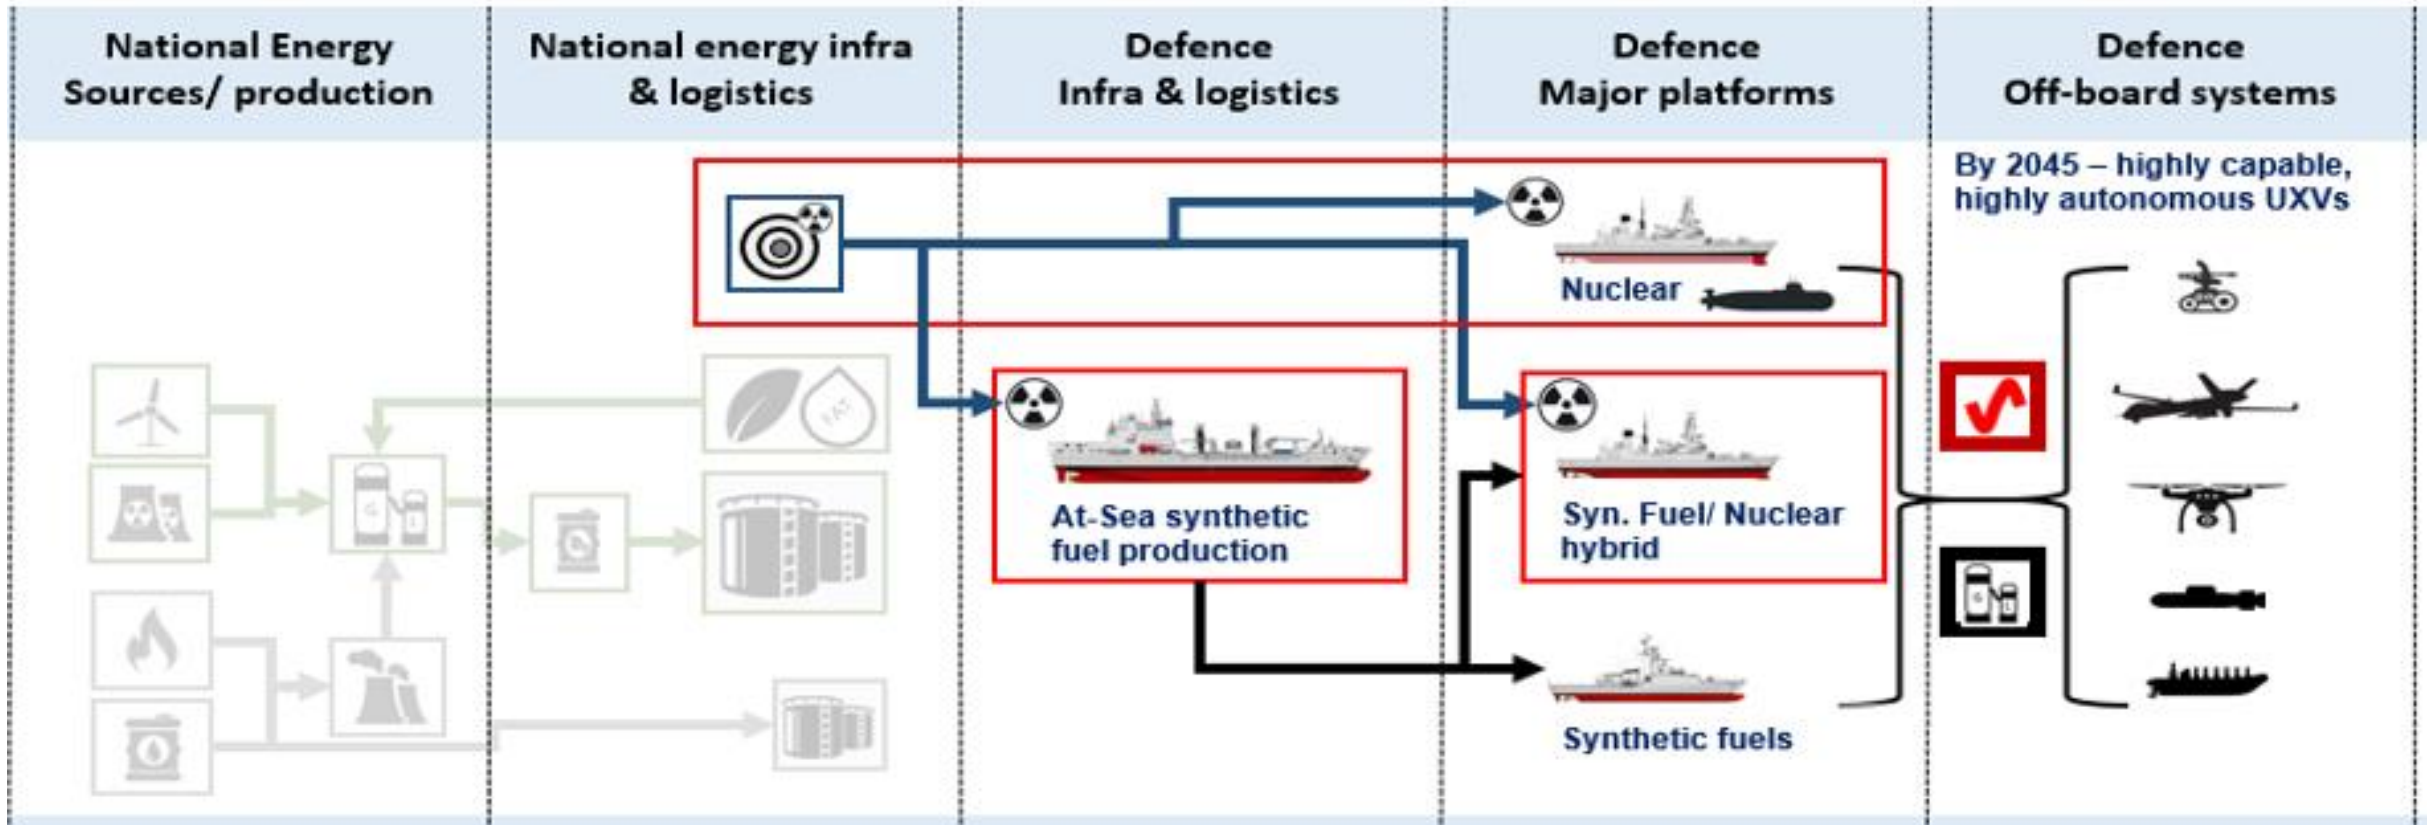 National Energy
Sources/ production
National energy infra
& logistics
Defence
Infra & logistics
Defence
Major platforms
Defence
Off-board systems
By 2045 – highly capable,
highly autonomous UXVs
Nuclear
FAT
G
L
At-Sea synthetic
fuel production
Syn. Fuel/ Nuclear
hybrid
G
L
Synthetic fuels